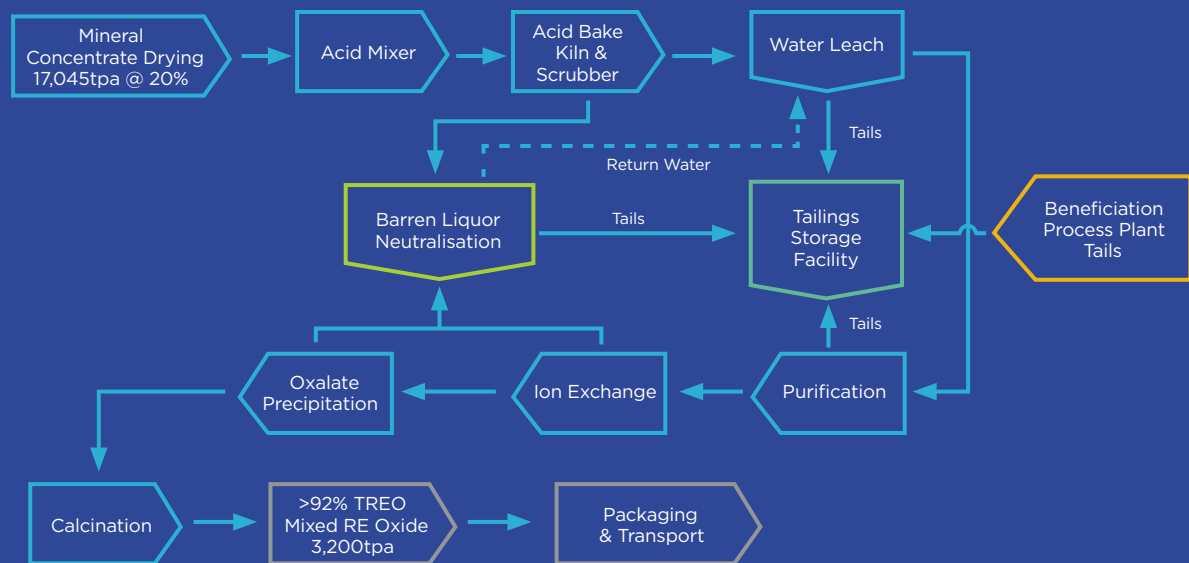 Mineral
Concentrate Drying
17,045tpa @ 20%
Acid Mixer
Acid Bake
Kiln &
Scrubber
Water Leach
Tails
Return Water
Barren Liquor
Neutralisation
Tails
Tailings
Storage
Facility
Beneficiation
Process Plant
Tails
Tails
Oxalate
Precipitation
Ion Exchange
Purification
Calcination
>92% TREO
Mixed RE Oxide
3,200tpa
Packaging
& Transport